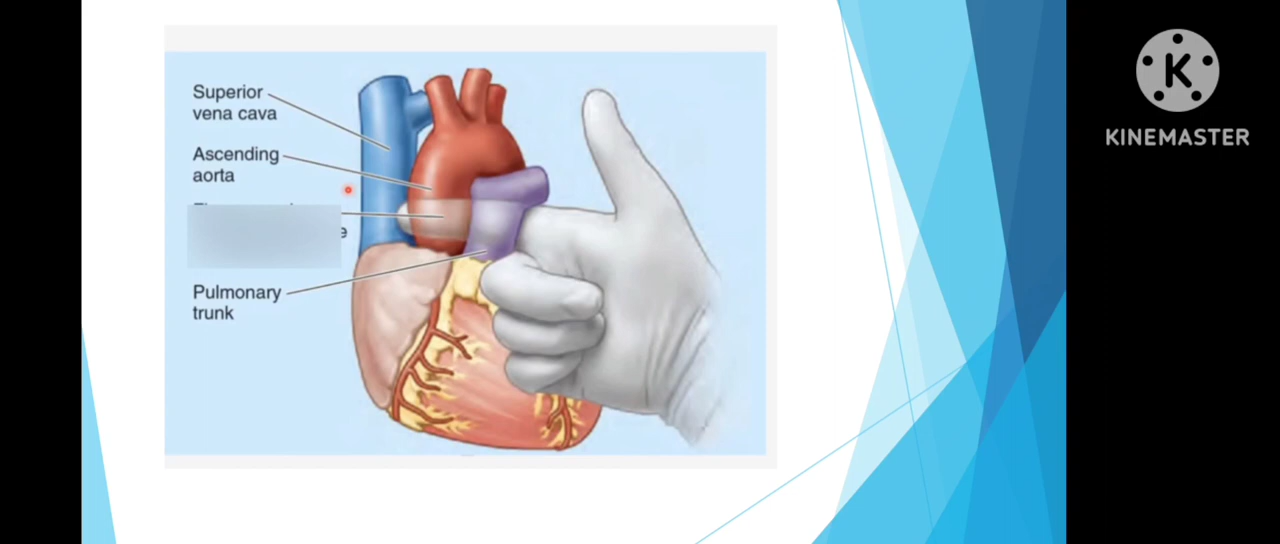 Superior
vena cava
Ascending
aorta
Pulmonary
trunk
KINEMASTER